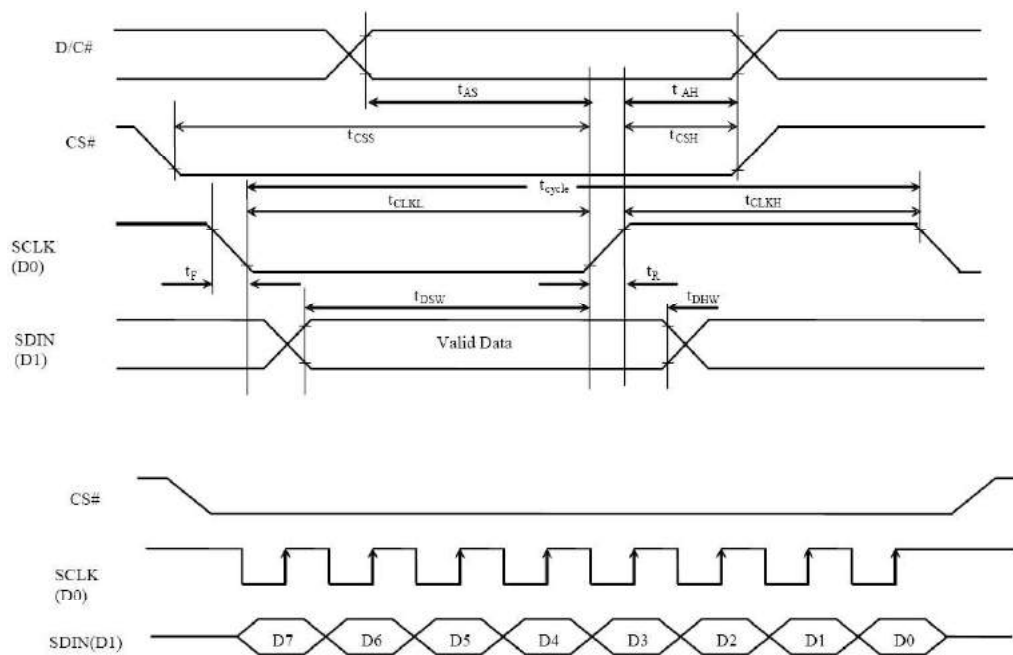 D/C#
tAS
t AH
CS#
tCSS
tCSH
tcycle
tCLKL
tCLKH
SCLK
(D0)
tF
tR
tDSW
tDHW
SDIN
(D1)
Valid Data
CS#
SCLK
(D0)
SDIN(D1)
D7
D6
D5
D4
D3
D2
D1
D0